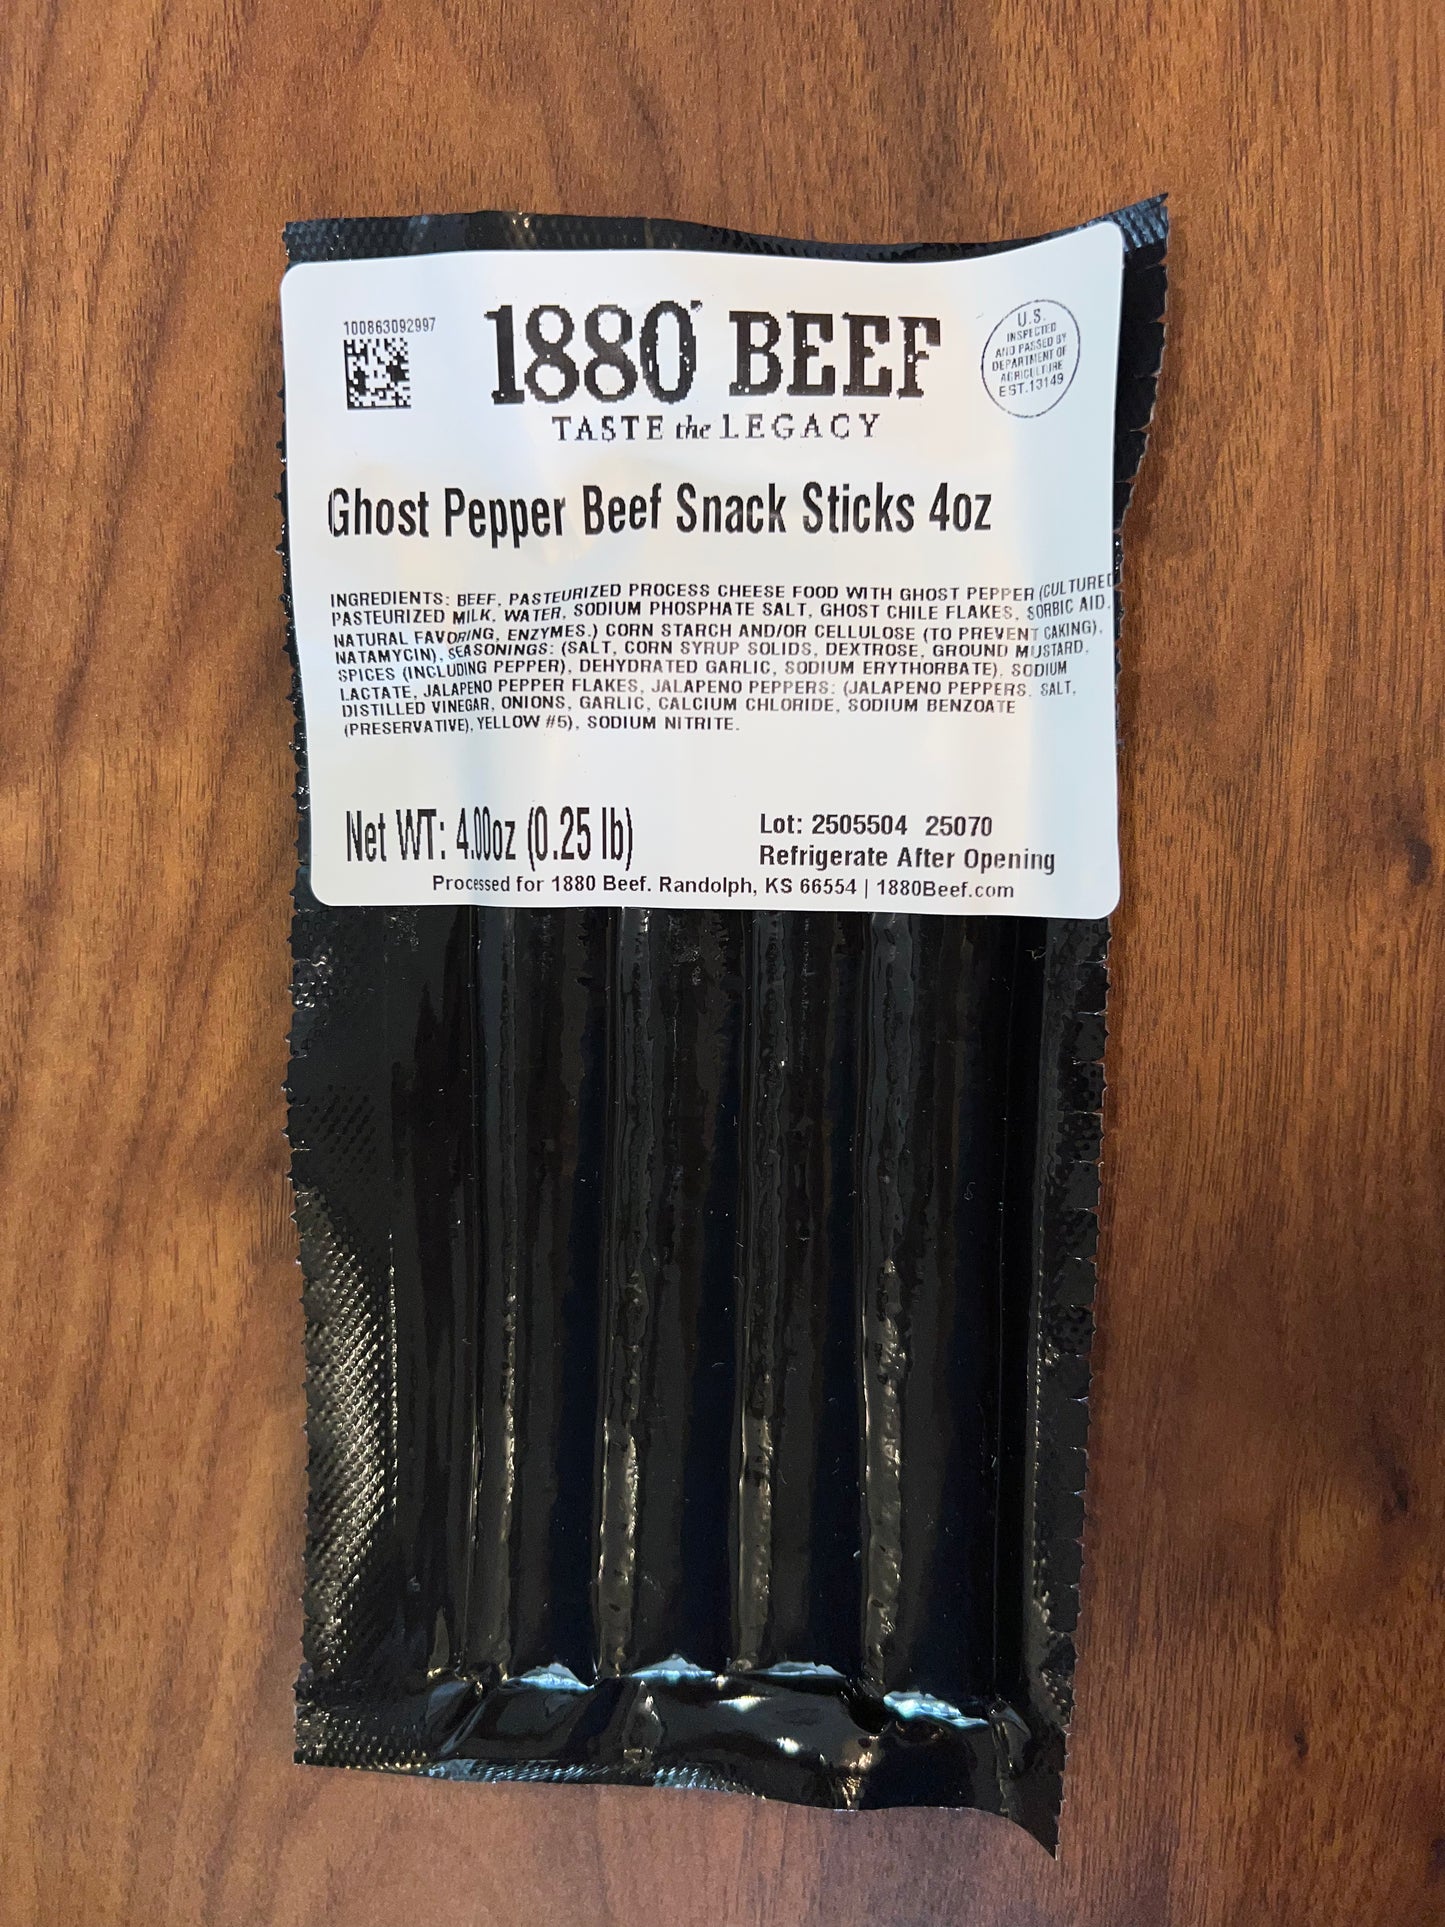 100863092997
1880 BEEF
TASTE the LEGACY
U.S.
INSPECTED
AND PASSED BY
DEPARTMENT OF
AGRICULTURE
EST.13149
Ghost Pepper Beef Snack Sticks 4oz
INGREDIENTS: BEEF, PASTEURIZED PROCESS CHEESE FOOD WITH GHOST PEPPER (CULTURED
PASTEURIZED MILK, WATER, SODIUM PHOSPHATE SALT, GHOST CHILE FLAKES, SORBIC AID,
NATURAL FAVORING, ENZYMES.) CORN STARCH AND/OR CELLULOSE (TO PREVENT CAKING),
NATAMYCIN), SEASONINGS: (SALT, CORN SYRUP SOLIDS, DEXTROSE, GROUND MUSTARD,
SPICES (INCLUDING PEPPER), DEHYDRATED GARLIC, SODIUM ERYTHORBATE), SODIUM
LACTATE, JALAPENO PEPPER FLAKES, JALAPENO PEPPERS: (JALAPENO PEPPERS, SALT,
DISTILLED VINEGAR, ONIONS, GARLIC, CALCIUM CHLORIDE, SODIUM BENZOATE
(PRESERVATIVE), YELLOW #5), SODIUM NITRITE.
Net WT: 4.00oz (0.25 lb)
Lot: 2505504 25070
Refrigerate After Opening
Processed for 1880 Beef. Randolph, KS 66554 | 1880Beef.com